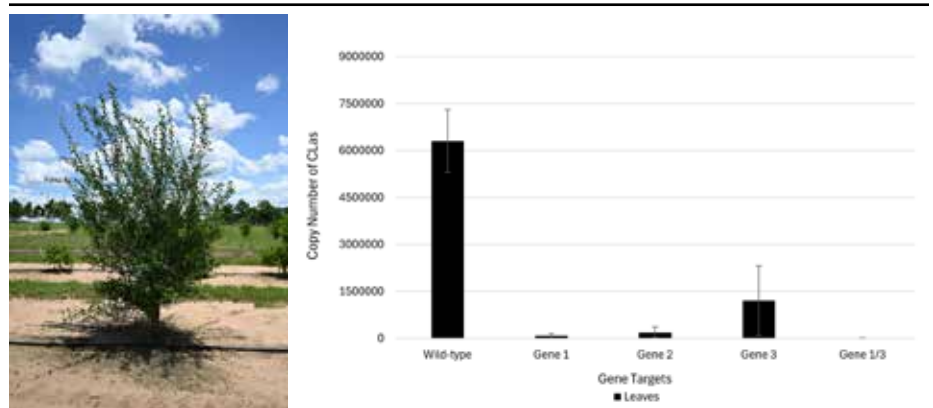 9000000
7500000
6000000
4500000
3000000
1500000
0
Copy Number of CLas
Wild-type Gene 1 Gene 2 Gene 3 Gene 1/3
Gene Targets
Leaves